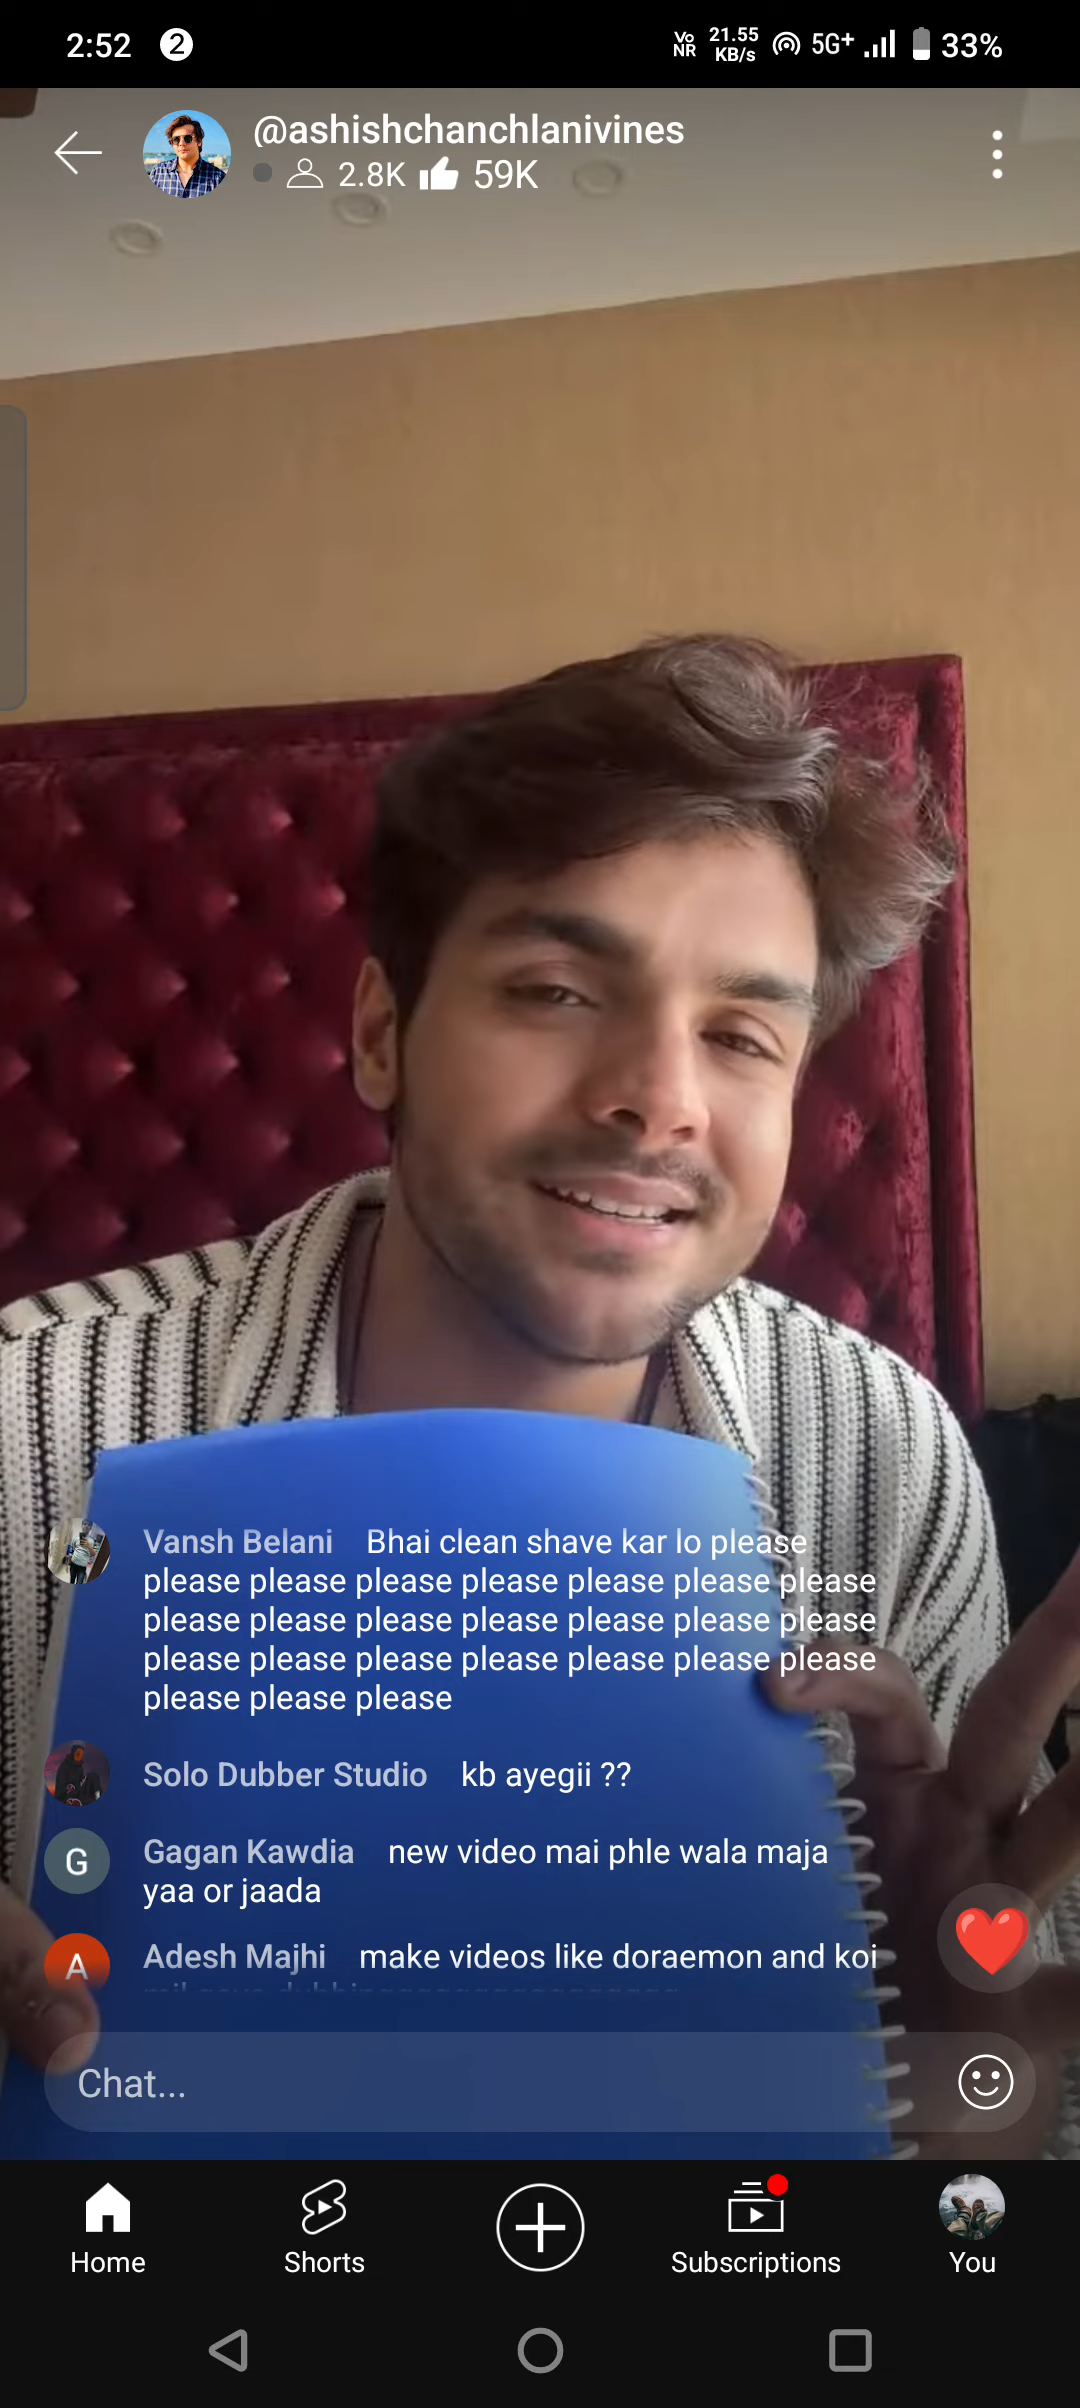 2:52 2 Vo NR 21.55 KB/s 5G+ 33%
@ashishchanchlanivines
2.8K 59K
Vansh Belani Bhai clean shave kar lo please
please please please please please please please
please please please please please please please
please please please please please please please
please please please
Solo Dubber Studio kb ayegii ??
G Gagan Kawdia new video mai phle wala maja
yaa or jaada
A Adesh Majhi make videos like doraemon and koi
Chat...
Home Shorts Subscriptions You